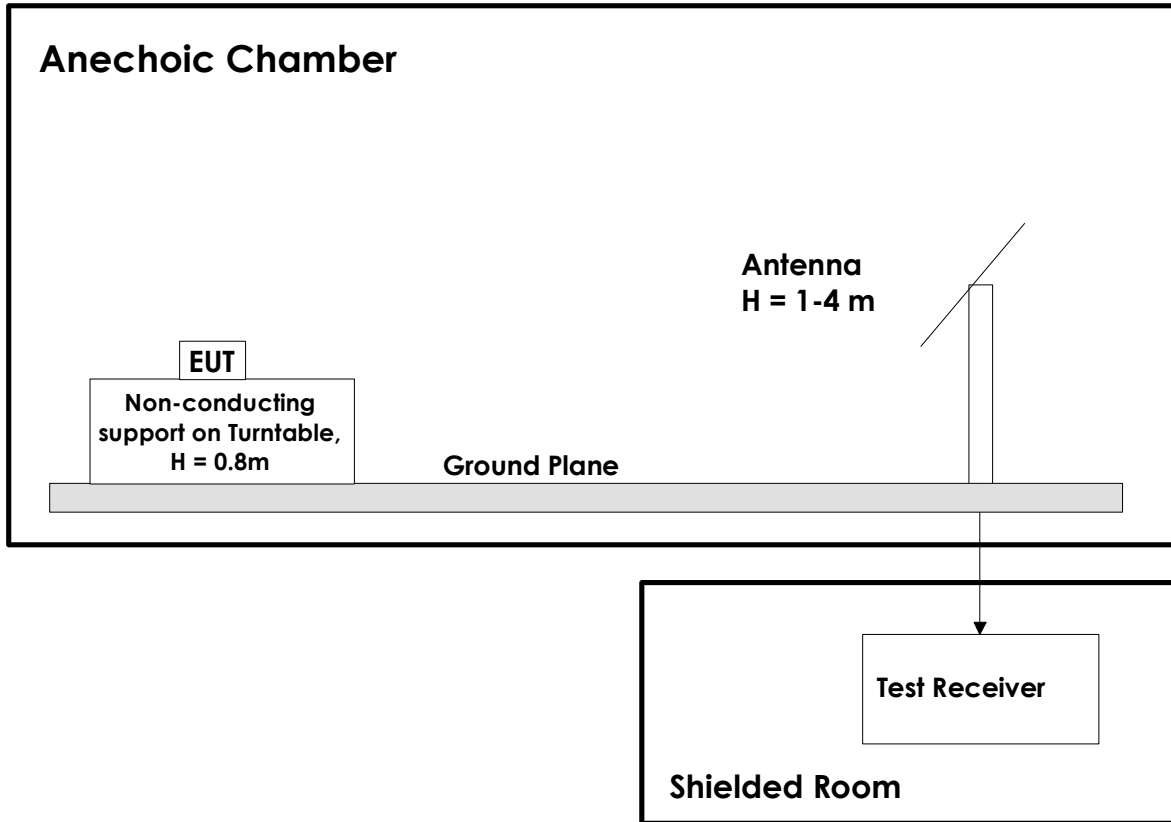 Anechoic Chamber
Antenna
H = 1-4 m
EUT
Non-conducting
support on Turntable,
H = 0.8m
Ground Plane
Test Receiver
Shielded Room